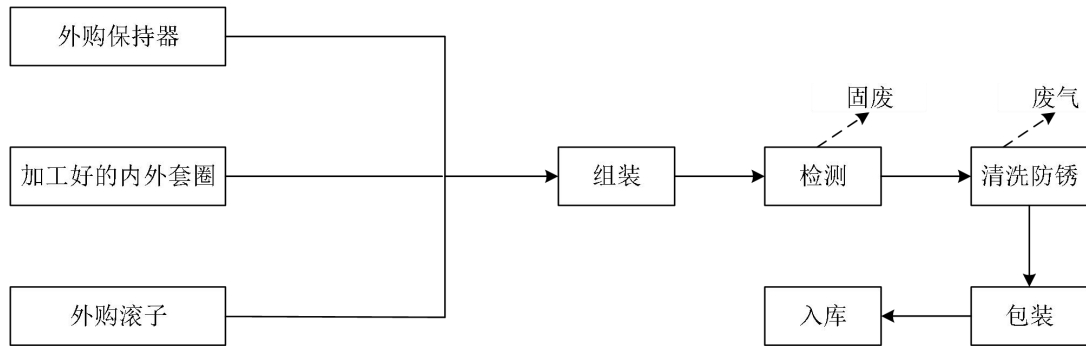 外购保持器
固废
废气
加工好的内外套圈
组装
检测
清洗防锈
外购滚子
入库
包装